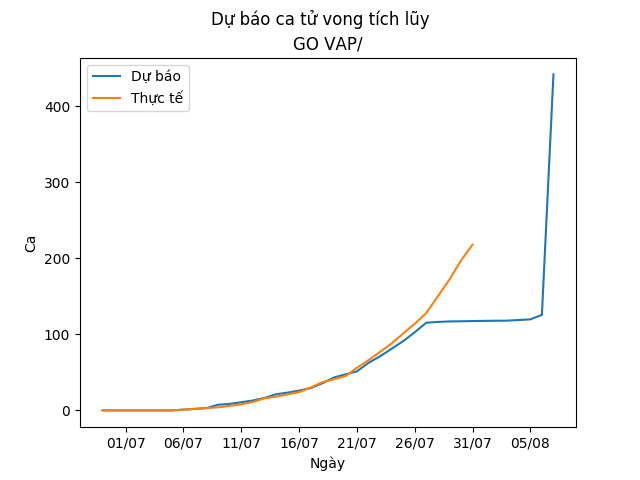 Dự báo ca tử vong tích lũy
GO VAP/
Dự báo
Thực tế
400
300
200
100
0
Ca
01/07 06/07 11/07 16/07 21/07 26/07 31/07 05/08
Ngày